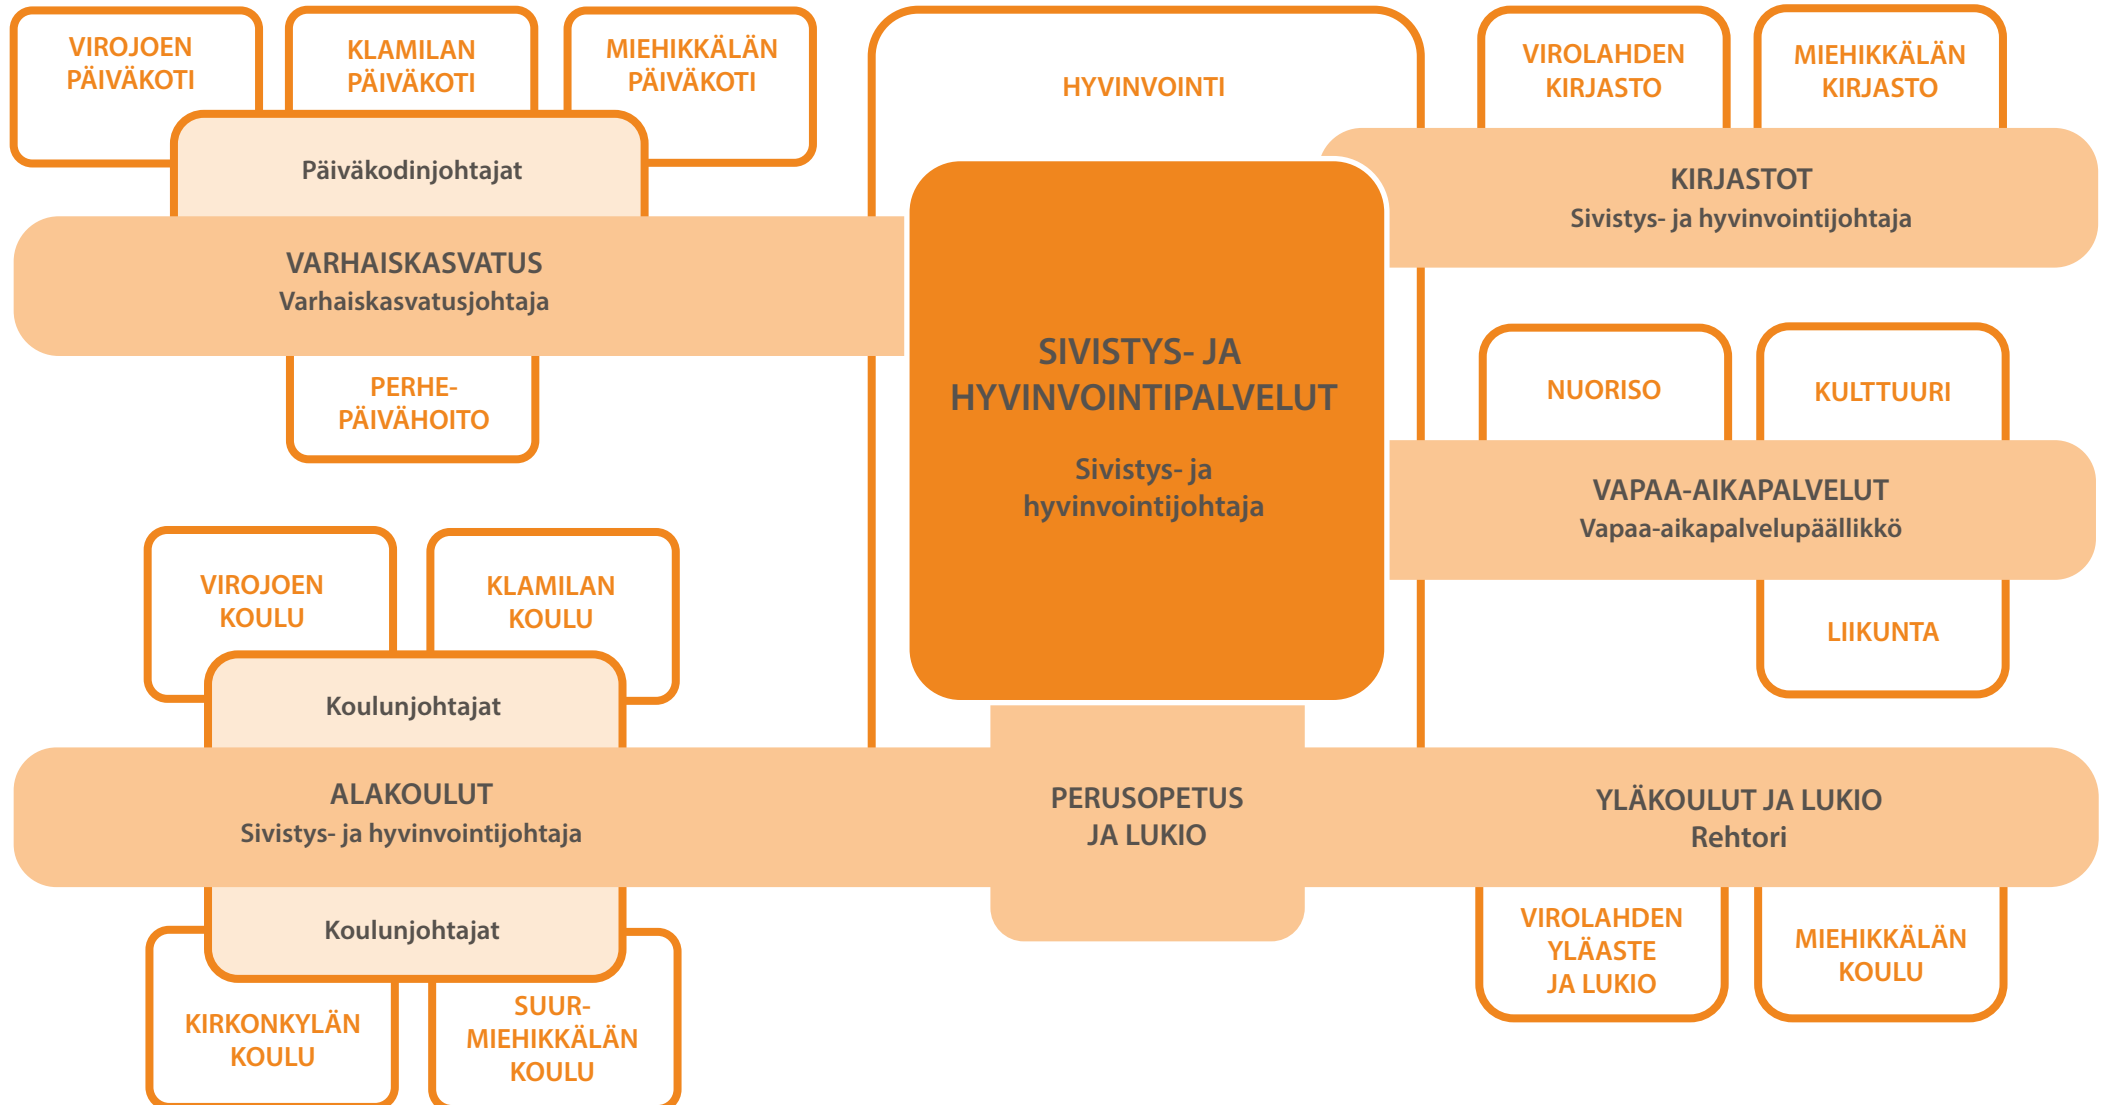 VIROJOEN
PÄIVÄKOTI
KLAMILAN
PÄIVÄKOTI
MIEHIKKÄLÄN
PÄIVÄKOTI
Päiväkodinjohtajat
VARHAISKASVATUS
Varhaiskasvatusjohtaja
PERHE-
PÄIVÄHOITO
HYVINVOINTI
SIVISTYS- JA
HYVINVOINTIPALVELUT
Sivistys- ja
hyvinvointijohtaja
VIROLAHDEN
KIRJASTO
MIEHIKKÄLÄN
KIRJASTO
KIRJASTOT
Sivistys- ja hyvinvointijohtaja
NUORISO
KULTTUURI
VAPAA-AIKAPALVELUT
Vapaa-aikapalvelupäällikkö
LIIKUNTA
VIROJOEN
KOULU
KLAMILAN
KOULU
Koulunjohtajat
ALAKOULUT
Sivistys- ja hyvinvointijohtaja
Koulunjohtajat
KIRKONKYLÄN
KOULU
SUUR-
MIEHIKKÄLÄN
KOULU
PERUSOPETUS
JA LUKIO
YLÄKOULUT JA LUKIO
Rehtori
VIROLAHDEN
YLÄASTE
JA LUKIO
MIEHIKKÄLÄN
KOULU